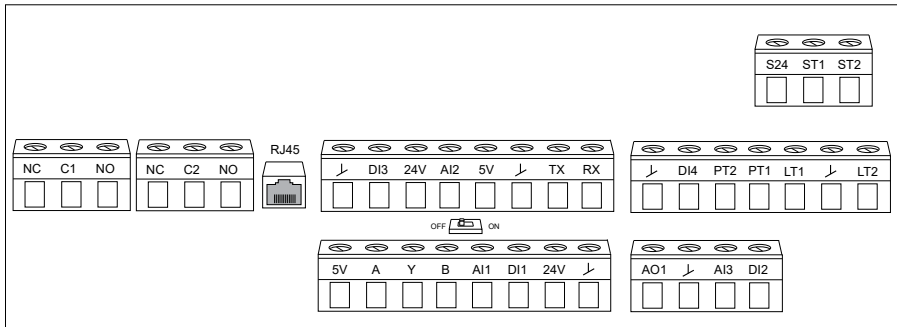 S24 ST1 ST2
NC C1 NO
NC C2 NO
RJ45
DI3 24V AI2 5V TX RX
DI4 PT2 PT1 LT1 LT2
OFF ON
5V A Y B AI1 DI1 24V
AO1 AI3 DI2